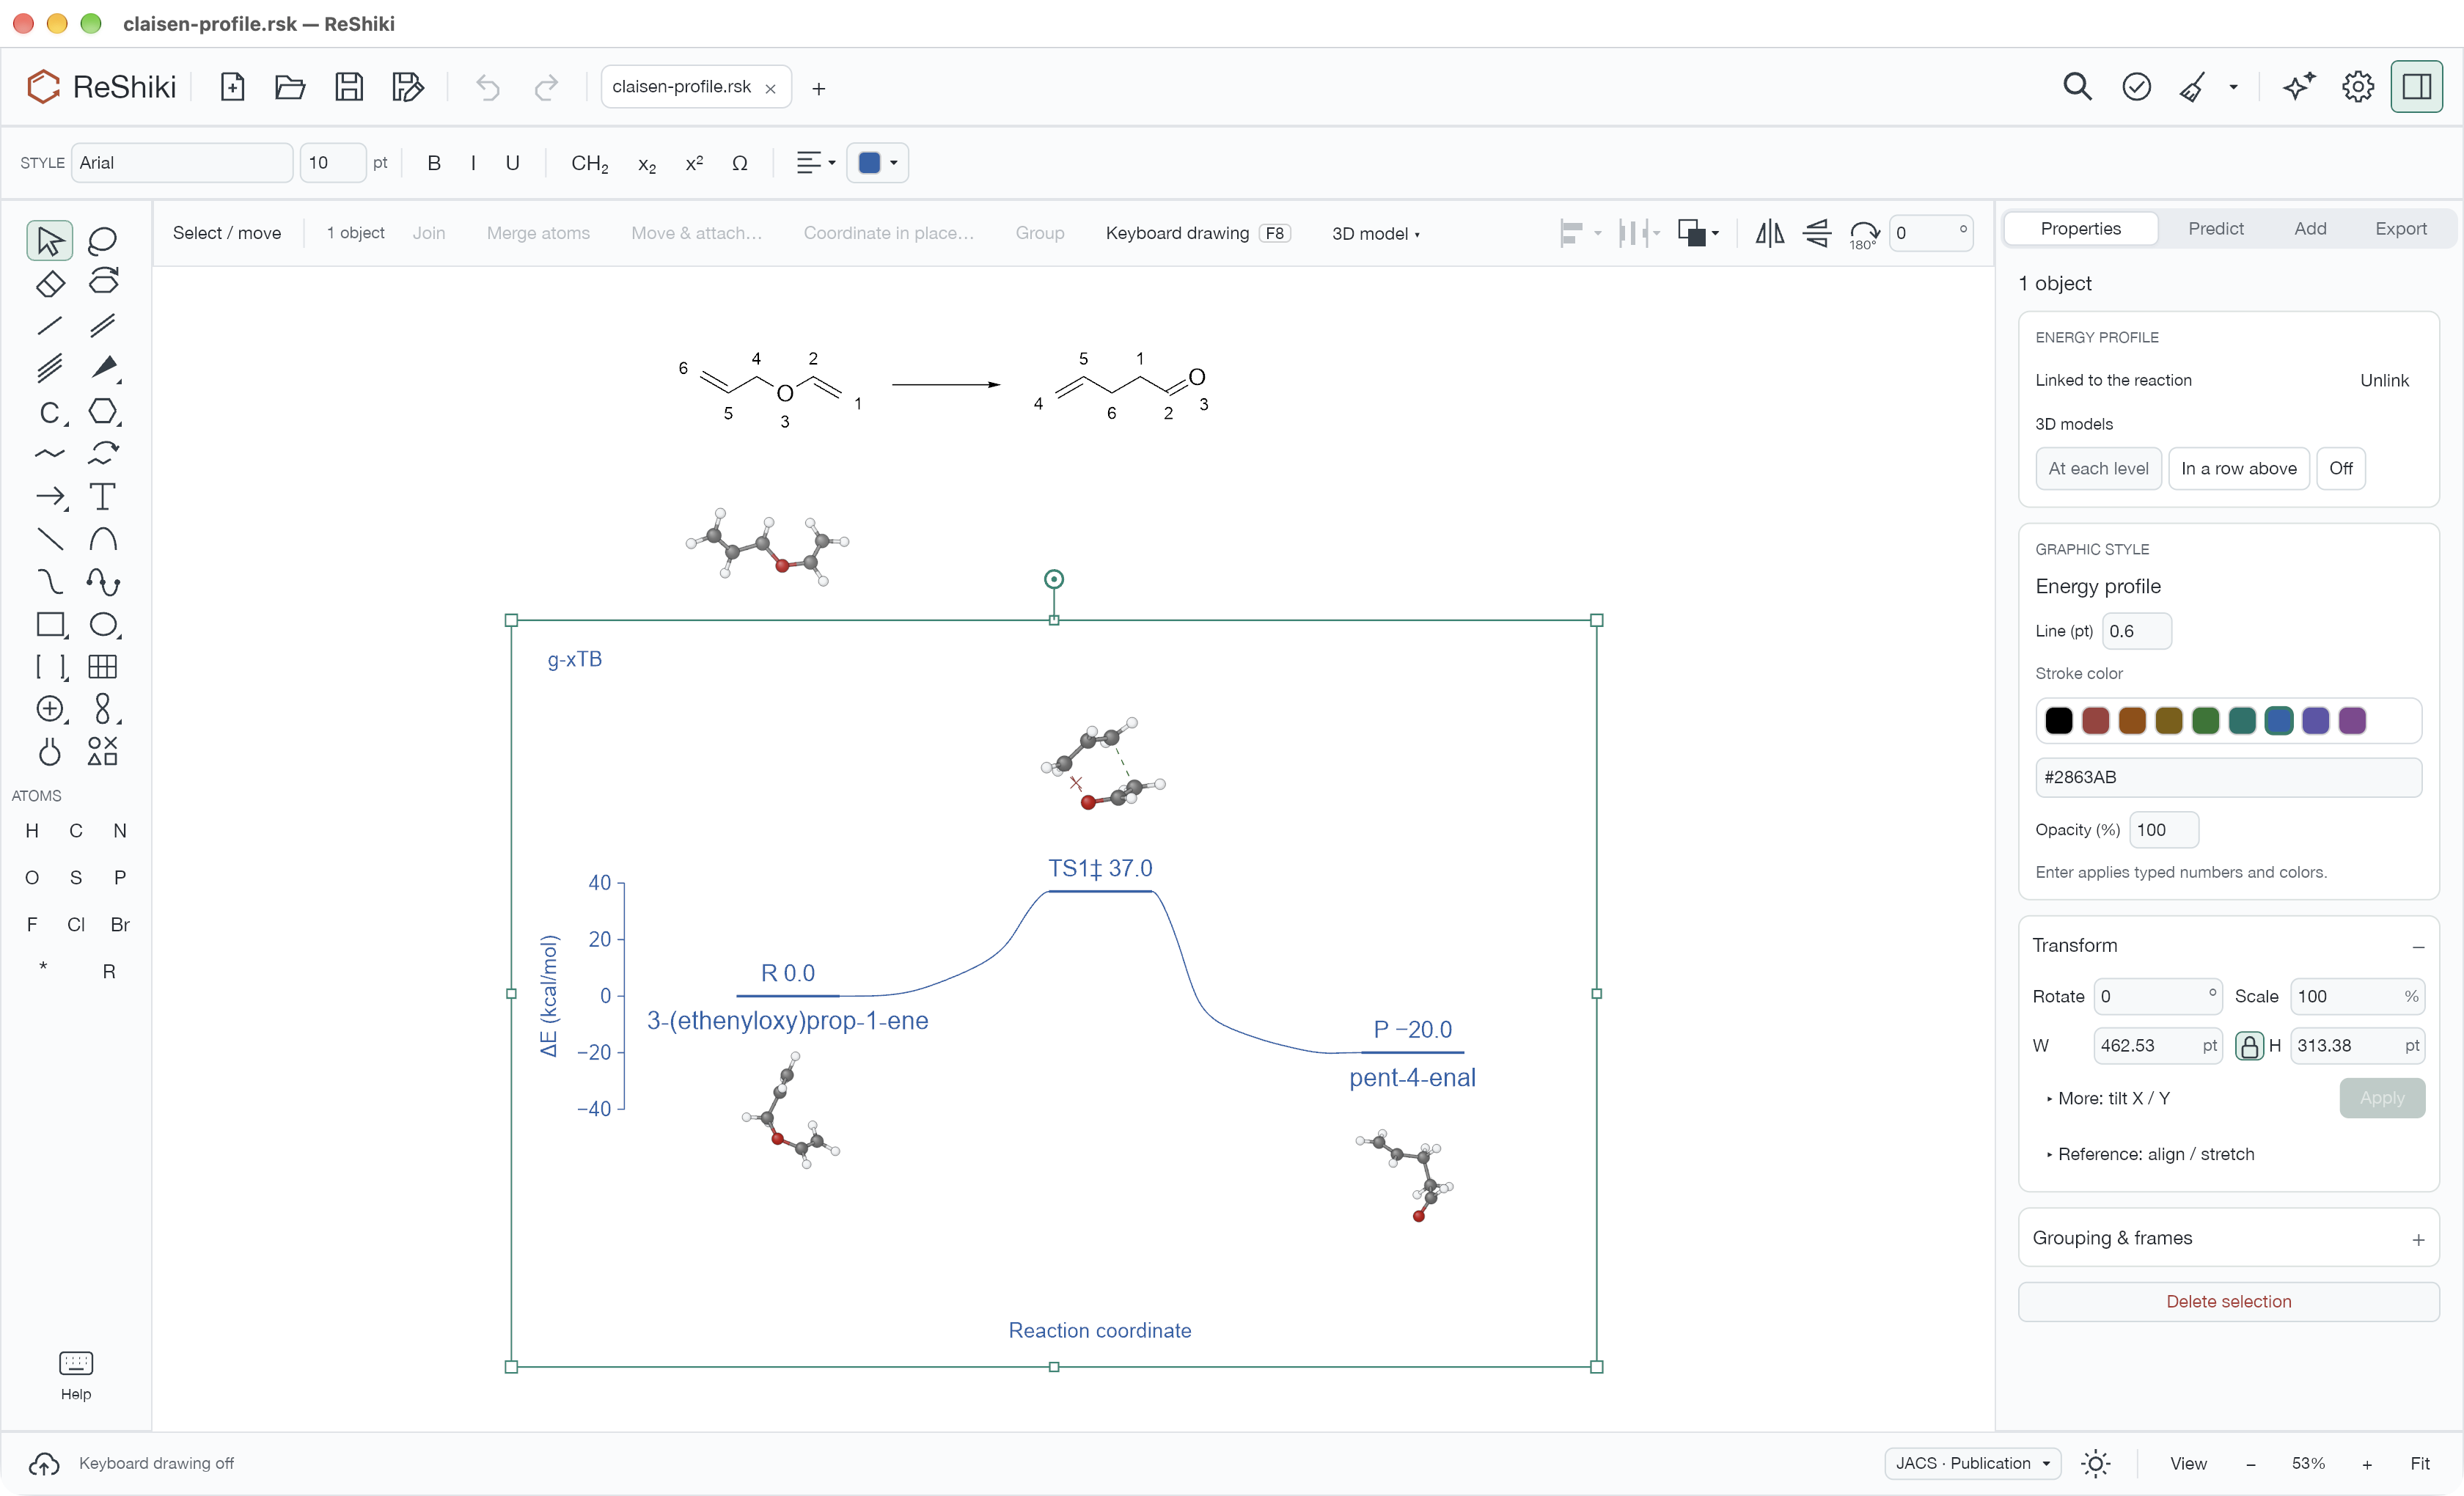 claisen-profile.rsk — ReShiki
ReShiki
claisen-profile.rsk ×
+
STYLE
Arial
10
pt
B
I
U
CH₂
x₂
x²
Ω
Select / move
1 object
Join
Merge atoms
Move & attach...
Coordinate in place...
Group
Keyboard drawing F8
3D model
180°
0 °
ATOMS
H C N
O S P
F Cl Br
* R
Help
6 4 2
O
5 3 1
5 1
O
4 6 2 3
g-xTB
TS1‡ 37.0
40
20
0
−20
−40
ΔE (kcal/mol)
R 0.0
3-(ethenyloxy)prop-1-ene
P −20.0
pent-4-enal
Reaction coordinate
Properties
Predict
Add
Export
1 object
ENERGY PROFILE
Linked to the reaction
Unlink
3D models
At each level
In a row above
Off
GRAPHIC STYLE
Energy profile
Line (pt) 0.6
Stroke color
#2863AB
Opacity (%) 100
Enter applies typed numbers and colors.
Transform −
Rotate 0 ° Scale 100 %
W 462.53 pt H 313.38 pt
More: tilt X / Y
Apply
Reference: align / stretch
Grouping & frames +
Delete selection
Keyboard drawing off
JACS · Publication
View
− 53% +
Fit